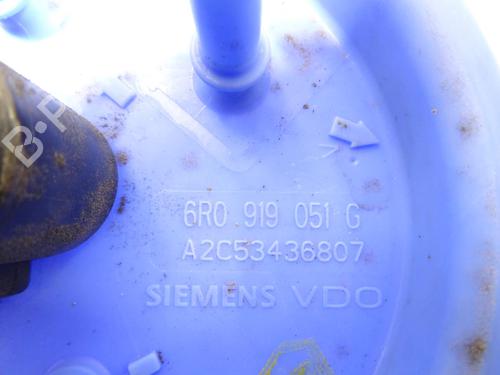 6R0 919 051 G
A2C53436807
SIEMENS VDO